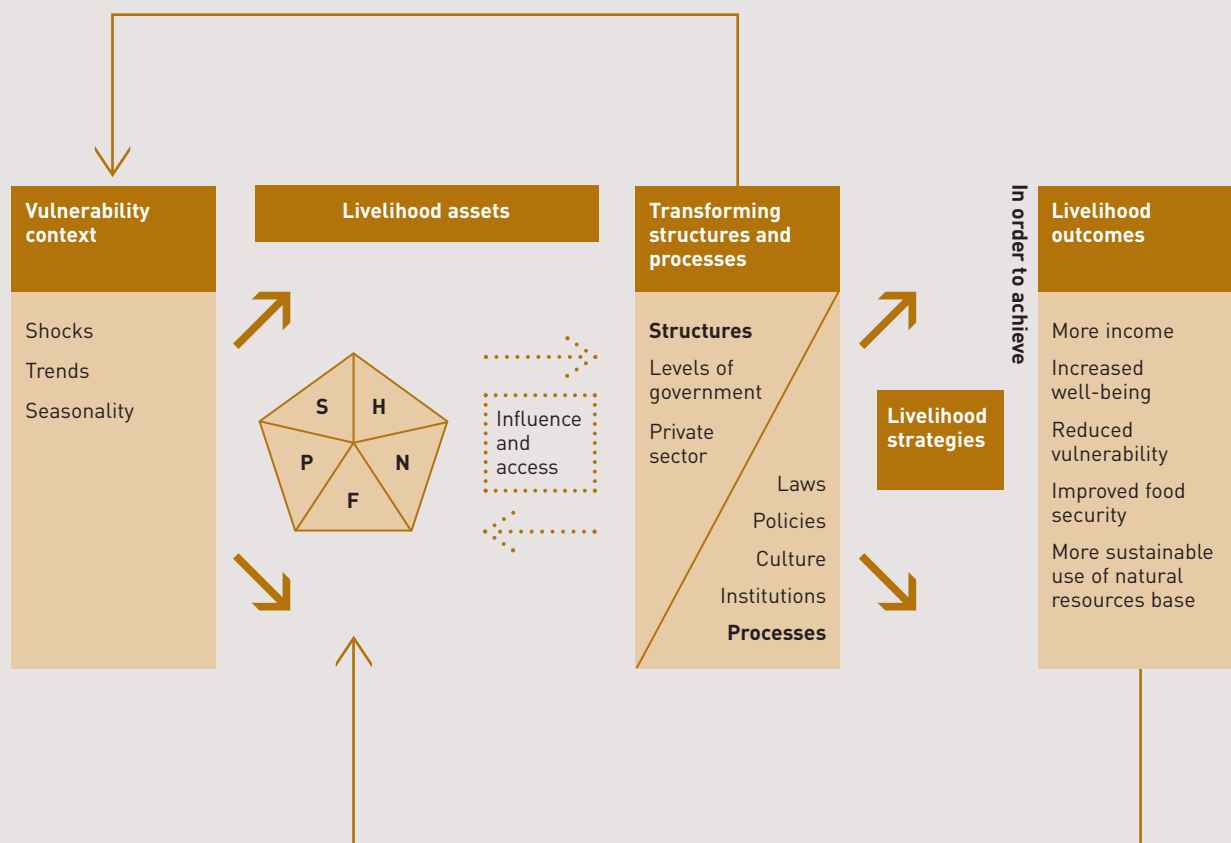 Vulnerability
context
Shocks
Trends
Seasonality
Livelihood assets
S
H
P
N
F
Influence
and
access
Transforming
structures and
processes
Structures
Levels of
government
Private
sector
Laws
Policies
Culture
Institutions
Processes
Livelihood
strategies
In order to achieve
Livelihood
outcomes
More income
Increased
well-being
Reduced
vulnerability
Improved food
security
More sustainable
use of natural
resources base